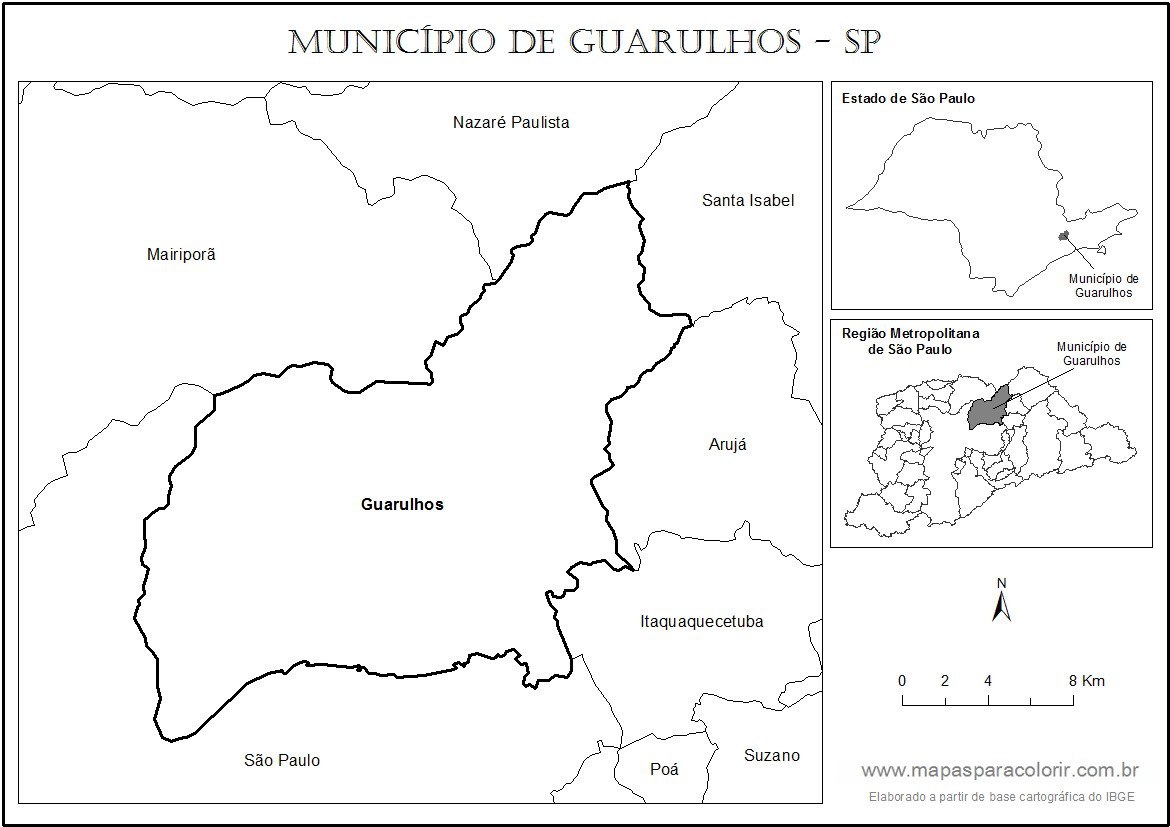 MUNICÍPIO DE GUARULHOS - SP
Nazaré Paulista
Santa Isabel
Mairiporã
Arujá
Guarulhos
Itaquaquecetuba
São Paulo
Poá
Suzano
Estado de São Paulo
Município de
Guarulhos
Região Metropolitana
de São Paulo
Município de
Guarulhos
N
0 2 4 8 Km
www.mapasparacolorir.com.br
Elaborado a partir de base cartográfica do IBGE